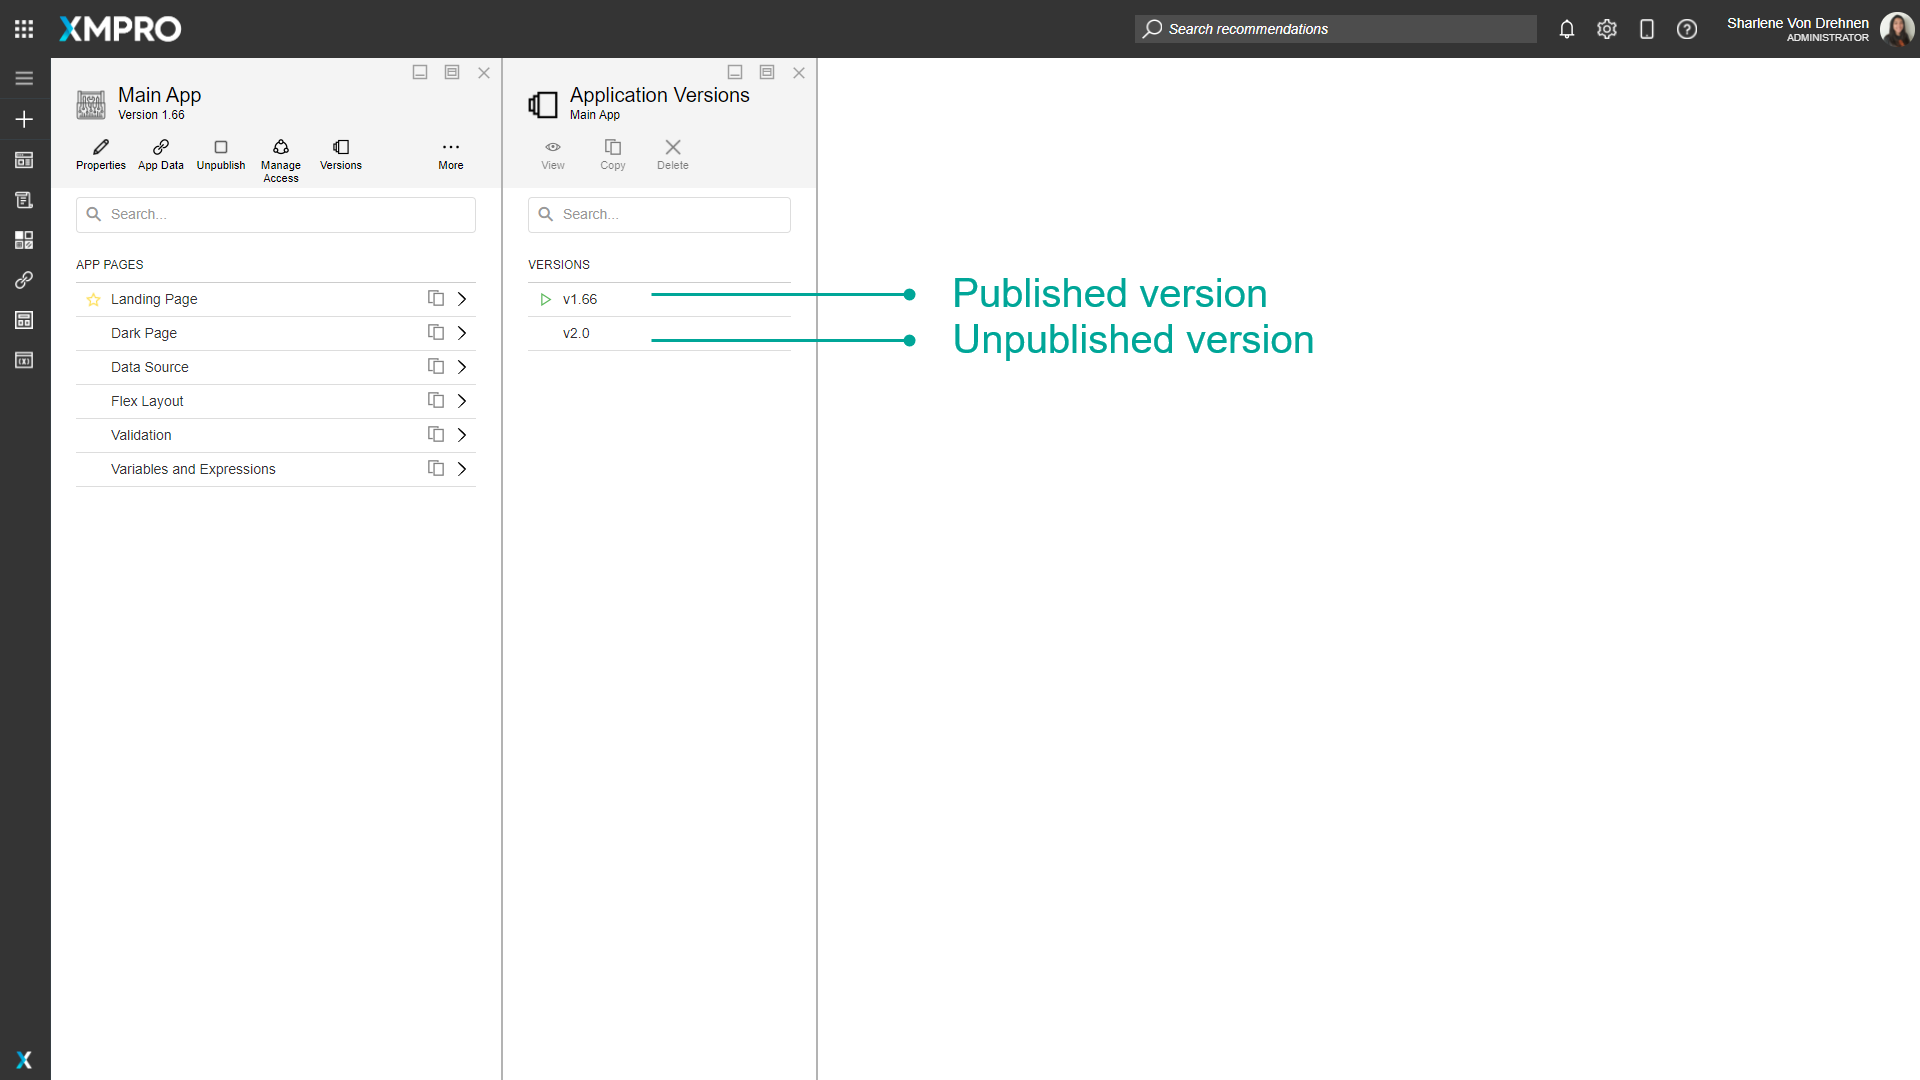 XMPRO
Search recommendations
Sharlene Von Drehnen
ADMINISTRATOR
Main App
Version 1.66
Properties
App Data
Unpublish
Manage
Access
Versions
More
Search...
APP PAGES
Landing Page
Dark Page
Data Source
Flex Layout
Validation
Variables and Expressions
Application Versions
Main App
View
Copy
Delete
Search...
VERSIONS
v1.66
v2.0
Published version
Unpublished version